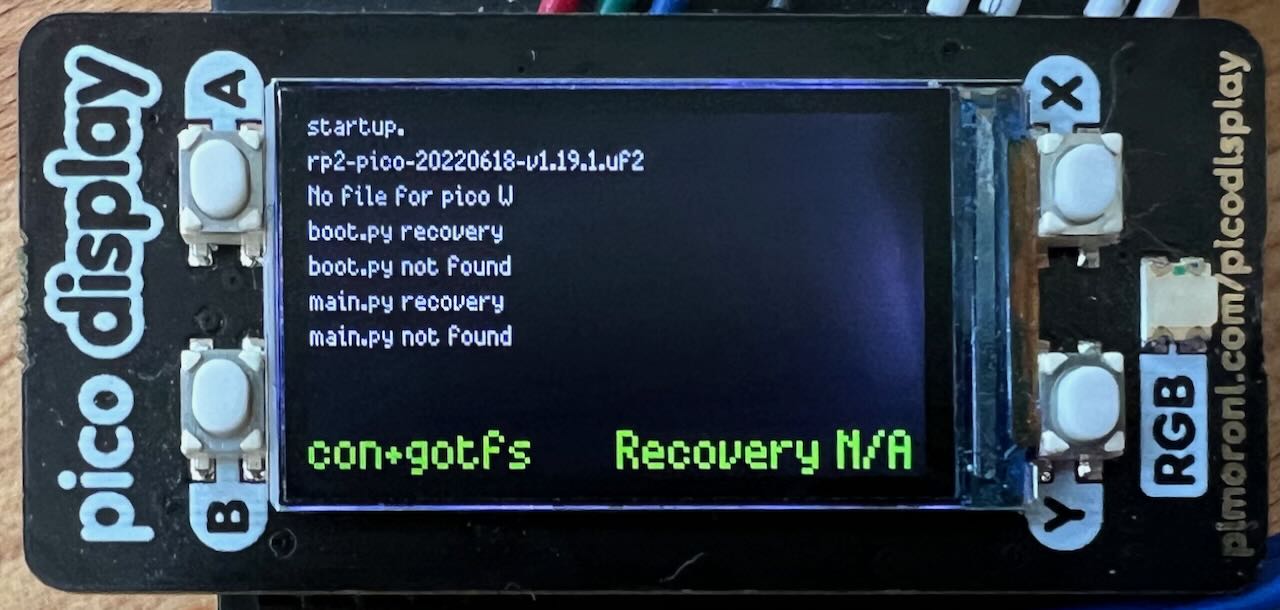 pico display
A
B
startup.
rp2-pico-20220618-v1.19.1.uf2
No file for pico W
boot.py recovery
boot.py not found
main.py recovery
main.py not found
con+gotfs
Recovery N/A
X
Y
RGB
pimoroni.com/picodisplay